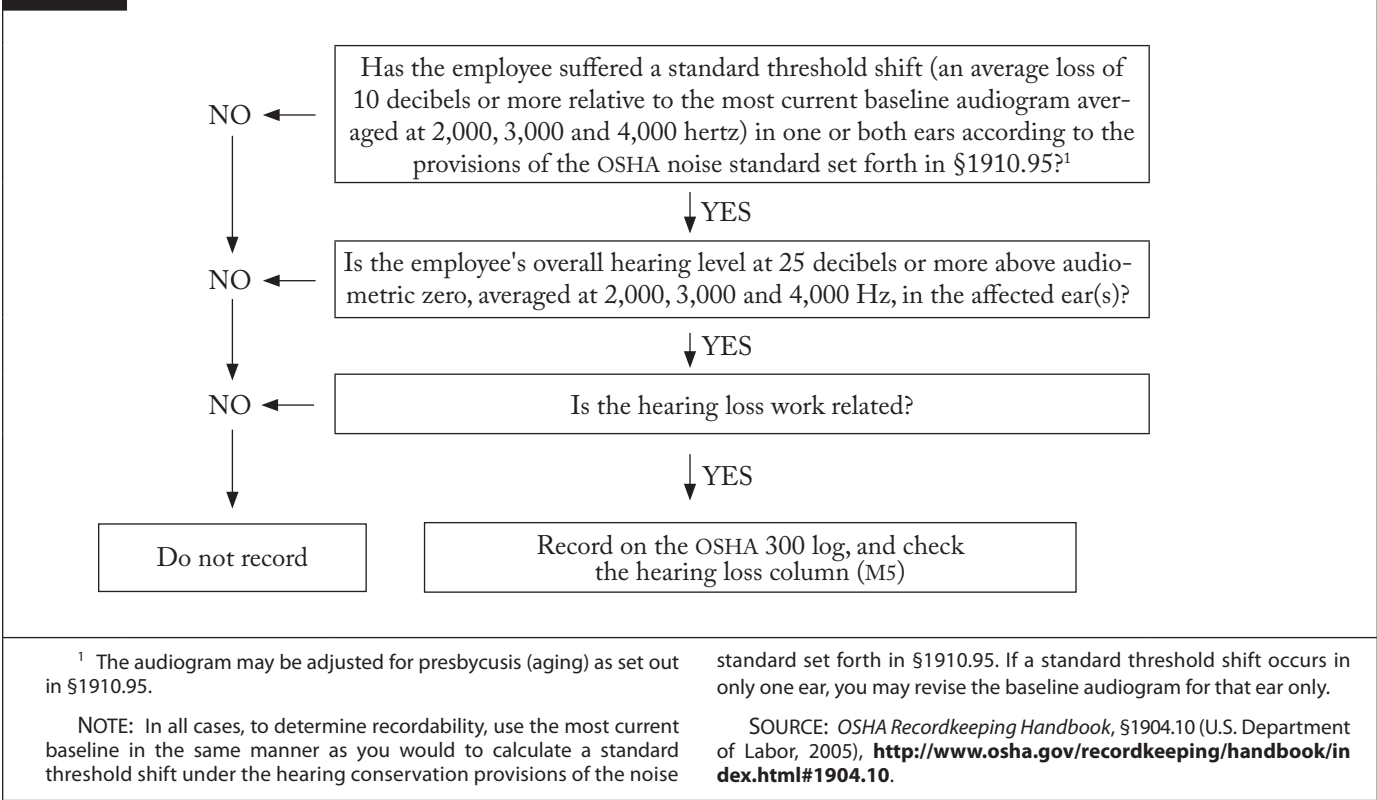 Has the employee suffered a standard threshold shift (an average loss of
10 decibels or more relative to the most current baseline audiogram aver-
aged at 2,000, 3,000 and 4,000 hertz) in one or both ears according to the
provisions of the OSHA noise standard set forth in §1910.95?¹
NO
YES
Is the employee's overall hearing level at 25 decibels or more above audio-
metric zero, averaged at 2,000, 3,000 and 4,000 Hz, in the affected ear(s)?
NO
YES
Is the hearing loss work related?
NO
YES
Do not record
Record on the OSHA 300 log, and check
the hearing loss column (M5)
¹ The audiogram may be adjusted for presbycusis (aging) as set out
in §1910.95.
NOTE: In all cases, to determine recordability, use the most current
baseline in the same manner as you would to calculate a standard
threshold shift under the hearing conservation provisions of the noise
standard set forth in §1910.95. If a standard threshold shift occurs in
only one ear, you may revise the baseline audiogram for that ear only.
SOURCE: OSHA Recordkeeping Handbook, §1904.10 (U.S. Department
of Labor, 2005), http://www.osha.gov/recordkeeping/handbook/in
dex.html#1904.10.